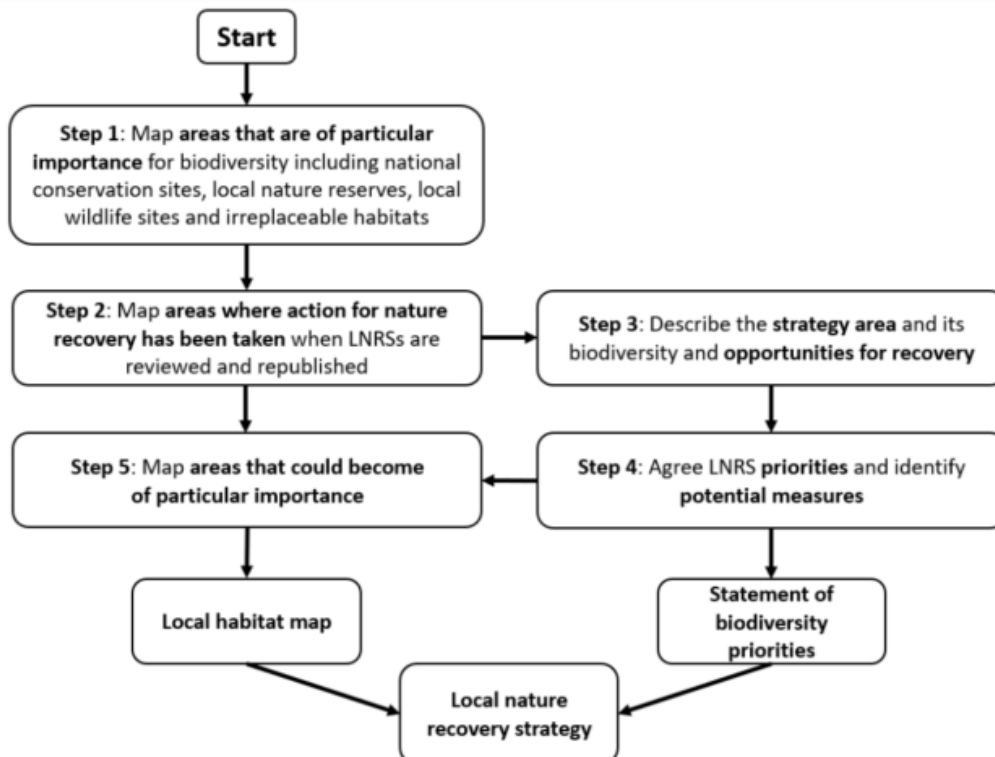 Start
Step 1: Map areas that are of particular
importance for biodiversity including national
conservation sites, local nature reserves, local
wildlife sites and irreplaceable habitats
Step 2: Map areas where action for nature
recovery has been taken when LNRSs are
reviewed and republished
Step 3: Describe the strategy area and its
biodiversity and opportunities for recovery
Step 4: Agree LNRS priorities and identify
potential measures
Step 5: Map areas that could become
of particular importance
Local habitat map
Statement of
biodiversity
priorities
Local nature
recovery strategy